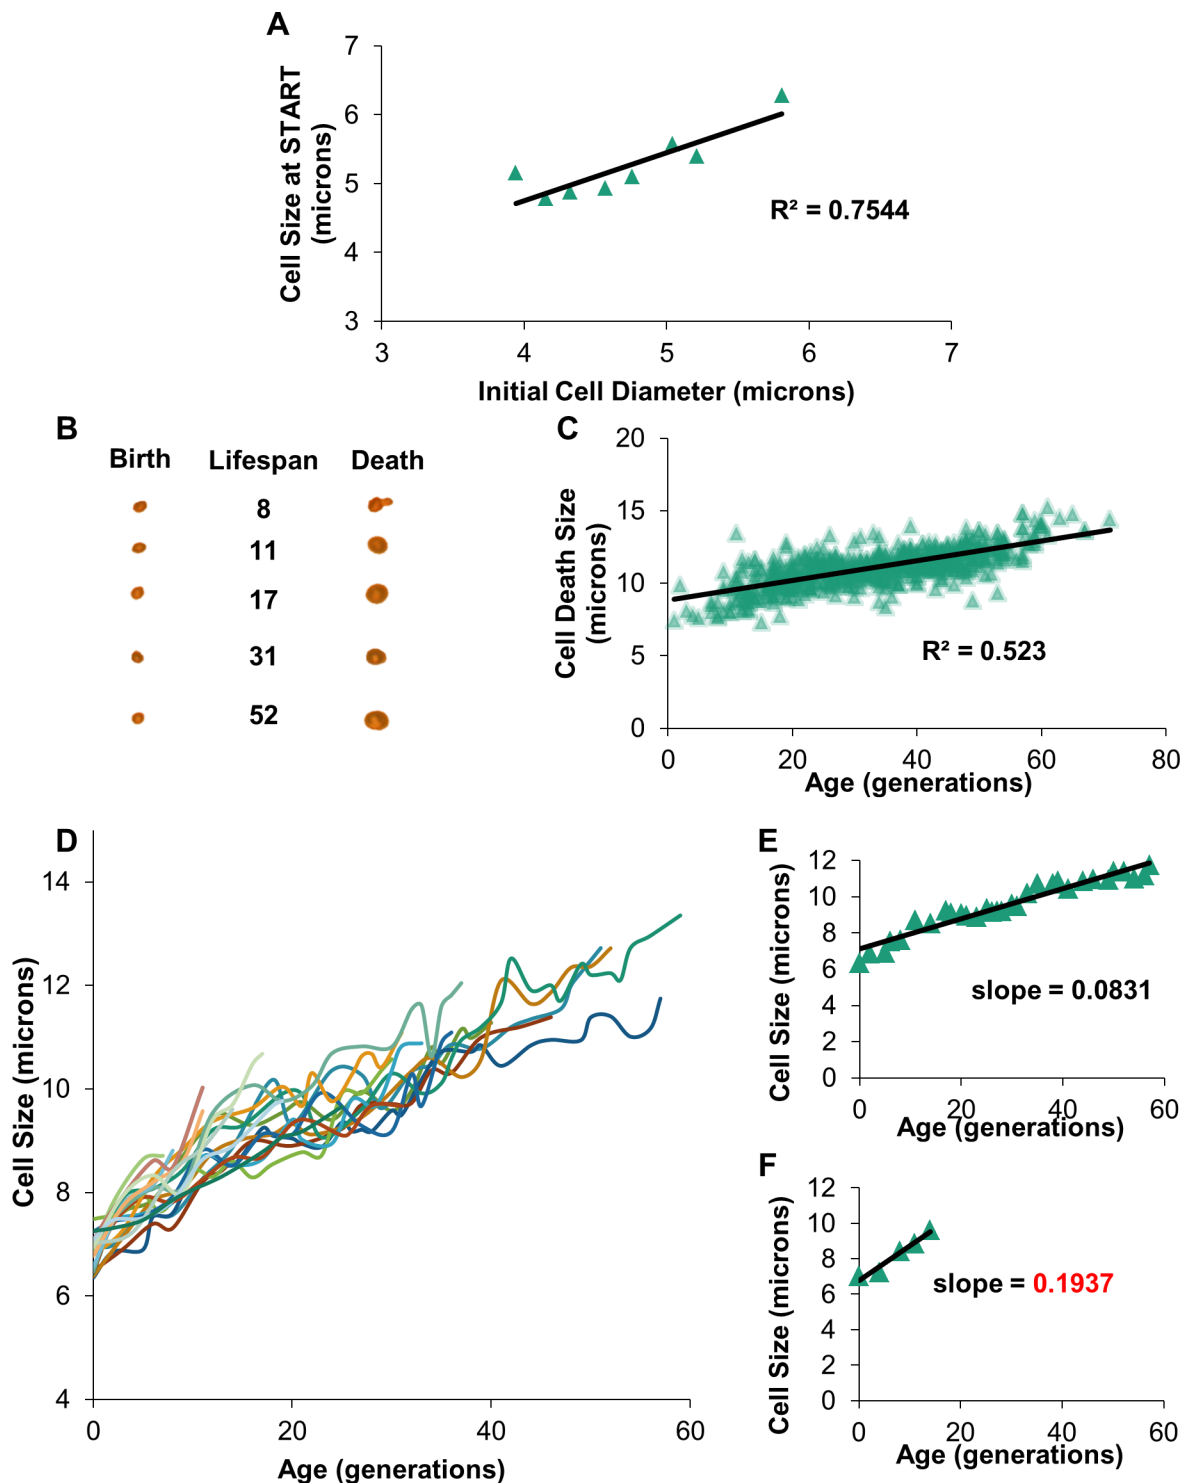 A
7
6
5
4
3
3 4 5 6 7
Cell Size at START
(microns)
R² = 0.7544
Initial Cell Diameter (microns)
B
Birth Lifespan Death
8
11
17
31
52
C
20
15
10
5
0
0 20 40 60 80
Cell Death Size
(microns)
R² = 0.523
Age (generations)
D
14
12
10
8
6
4
0 20 40 60
Cell Size (microns)
Age (generations)
E
12
10
8
6
4
2
0
0 20 40 60
Cell Size (microns)
slope = 0.0831
Age (generations)
F
12
10
8
6
4
2
0
0 20 40 60
Cell Size (microns)
slope = 0.1937
Age (generations)